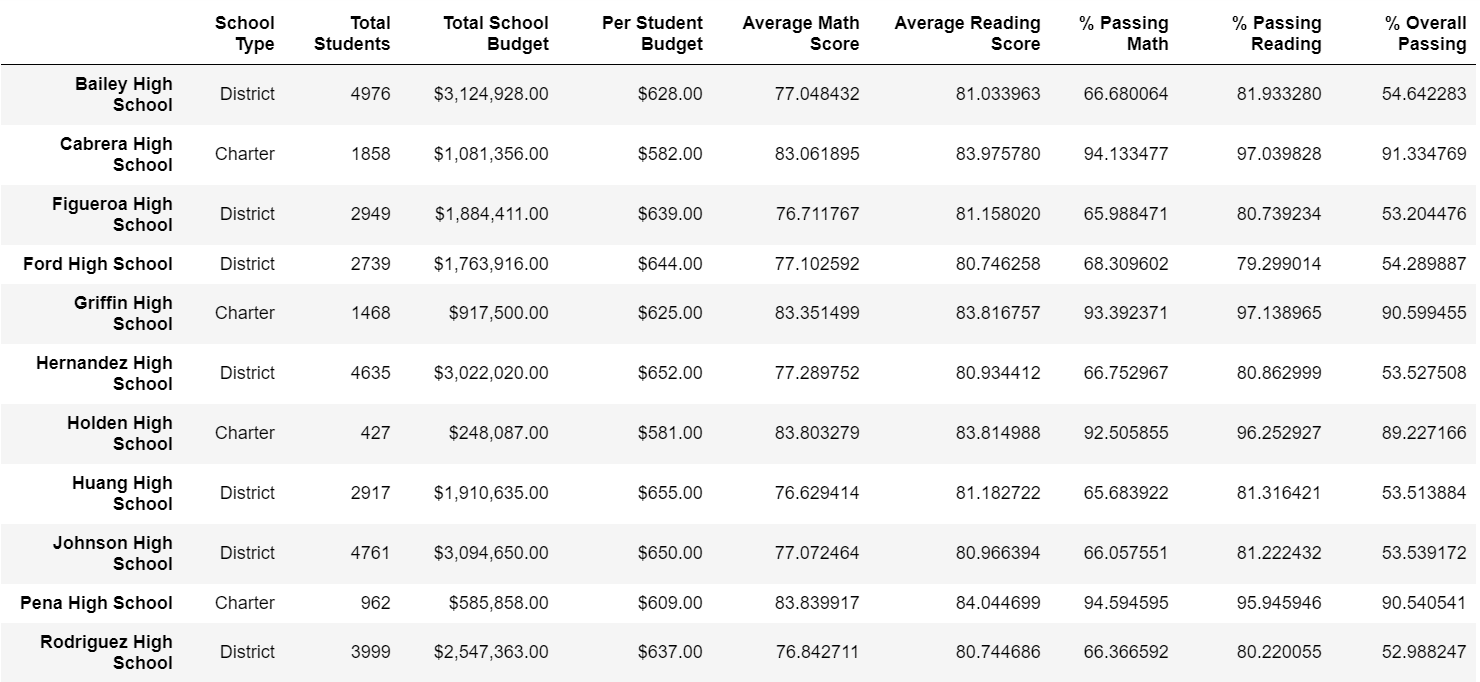 School Type Total Students Total School Budget Per Student Budget Average Math Score Average Reading Score % Passing Math % Passing Reading % Overall Passing
Bailey High School District 4976 $3,124,928.00 $628.00 77.048432 81.033963 66.680064 81.933280 54.642283
Cabrera High School Charter 1858 $1,081,356.00 $582.00 83.061895 83.975780 94.133477 97.039828 91.334769
Figueroa High School District 2949 $1,884,411.00 $639.00 76.711767 81.158020 65.988471 80.739234 53.204476
Ford High School District 2739 $1,763,916.00 $644.00 77.102592 80.746258 68.309602 79.299014 54.289887
Griffin High School Charter 1468 $917,500.00 $625.00 83.351499 83.816757 93.392371 97.138965 90.599455
Hernandez High School District 4635 $3,022,020.00 $652.00 77.289752 80.934412 66.752967 80.862999 53.527508
Holden High School Charter 427 $248,087.00 $581.00 83.803279 83.814988 92.505855 96.252927 89.227166
Huang High School District 2917 $1,910,635.00 $655.00 76.629414 81.182722 65.683922 81.316421 53.513884
Johnson High School District 4761 $3,094,650.00 $650.00 77.072464 80.966394 66.057551 81.222432 53.539172
Pena High School Charter 962 $585,858.00 $609.00 83.839917 84.044699 94.594595 95.945946 90.540541
Rodriguez High School District 3999 $2,547,363.00 $637.00 76.842711 80.744686 66.366592 80.220055 52.988247